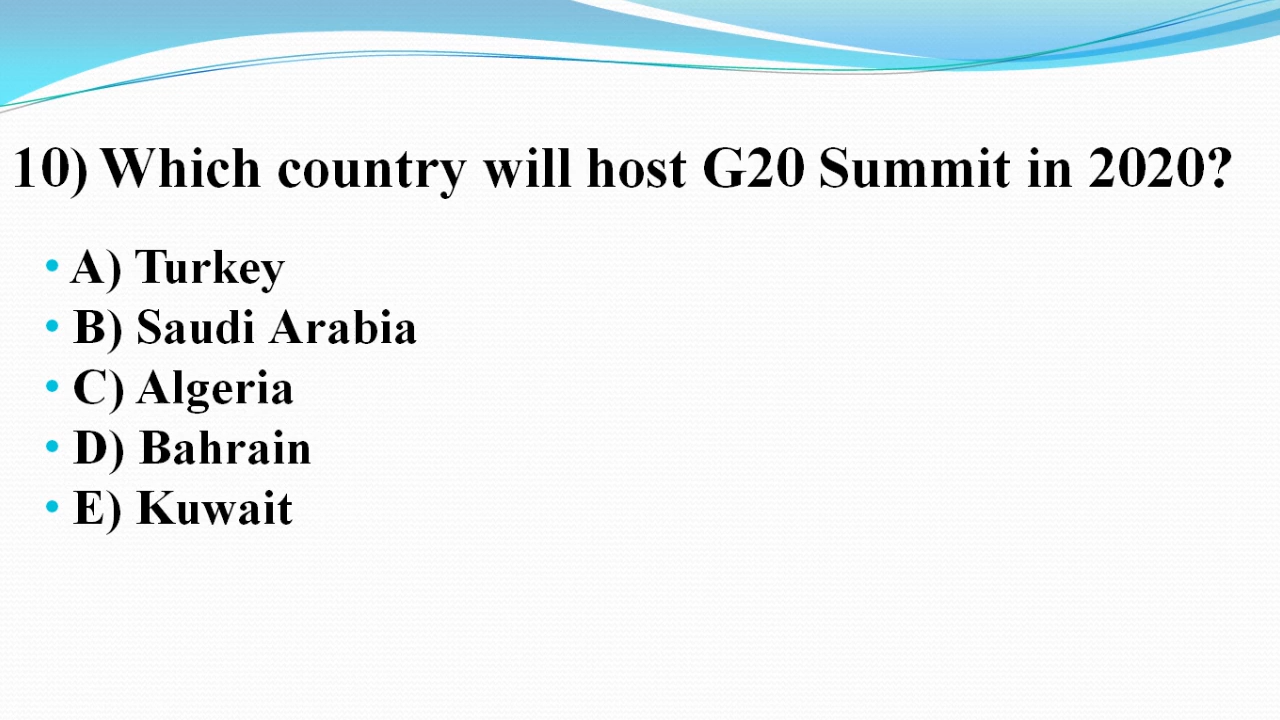 10) Which country will host G20 Summit in 2020?
• A) Turkey
• B) Saudi Arabia
• C) Algeria
• D) Bahrain
• E) Kuwait